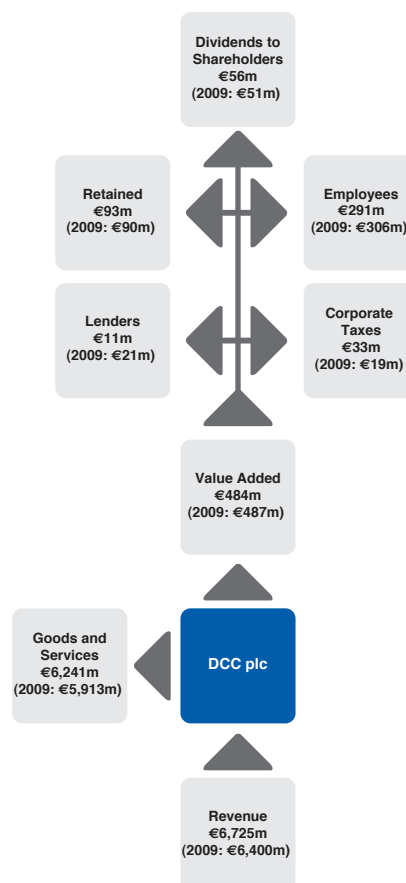 Dividends to
Shareholders
€56m
(2009: €51m)
Retained
€93m
(2009: €90m)
Employees
€291m
(2009: €306m)
Lenders
€11m
(2009: €21m)
Corporate
Taxes
€33m
(2009: €19m)
Value Added
€484m
(2009: €487m)
Goods and
Services
€6,241m
(2009: €5,913m)
DCC plc
Revenue
€6,725m
(2009: €6,400m)